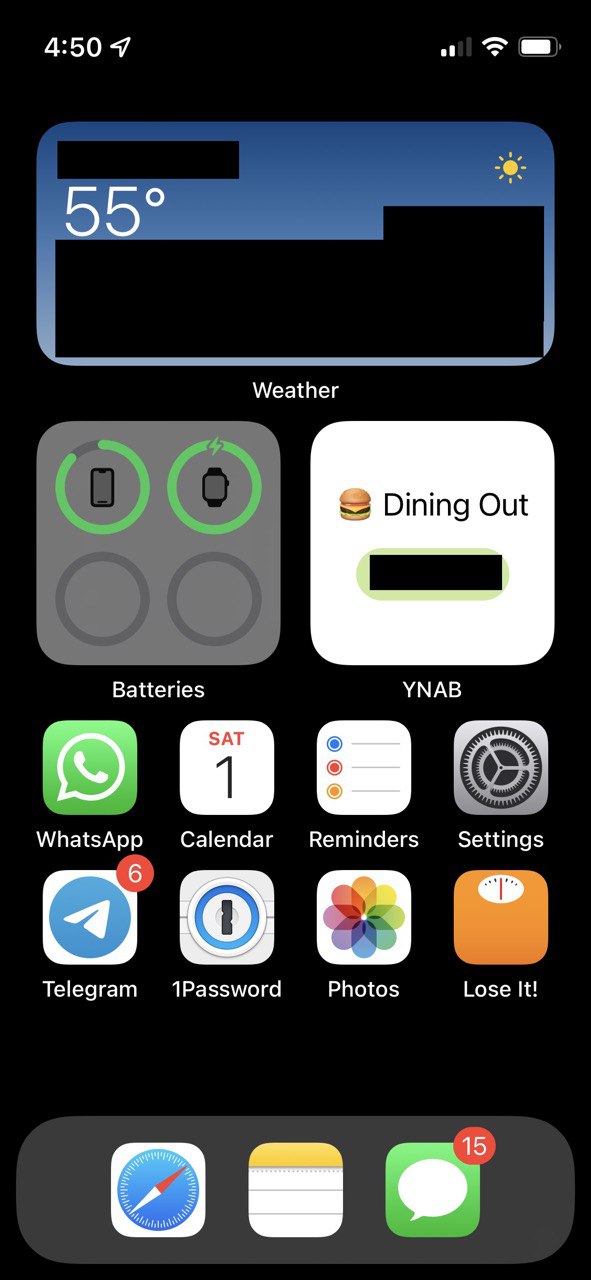 4:50
55°
Weather
🍔 Dining Out
Batteries
YNAB
SAT
1
WhatsApp
Calendar
Reminders
Settings
6
Telegram
1Password
Photos
Lose It!
15